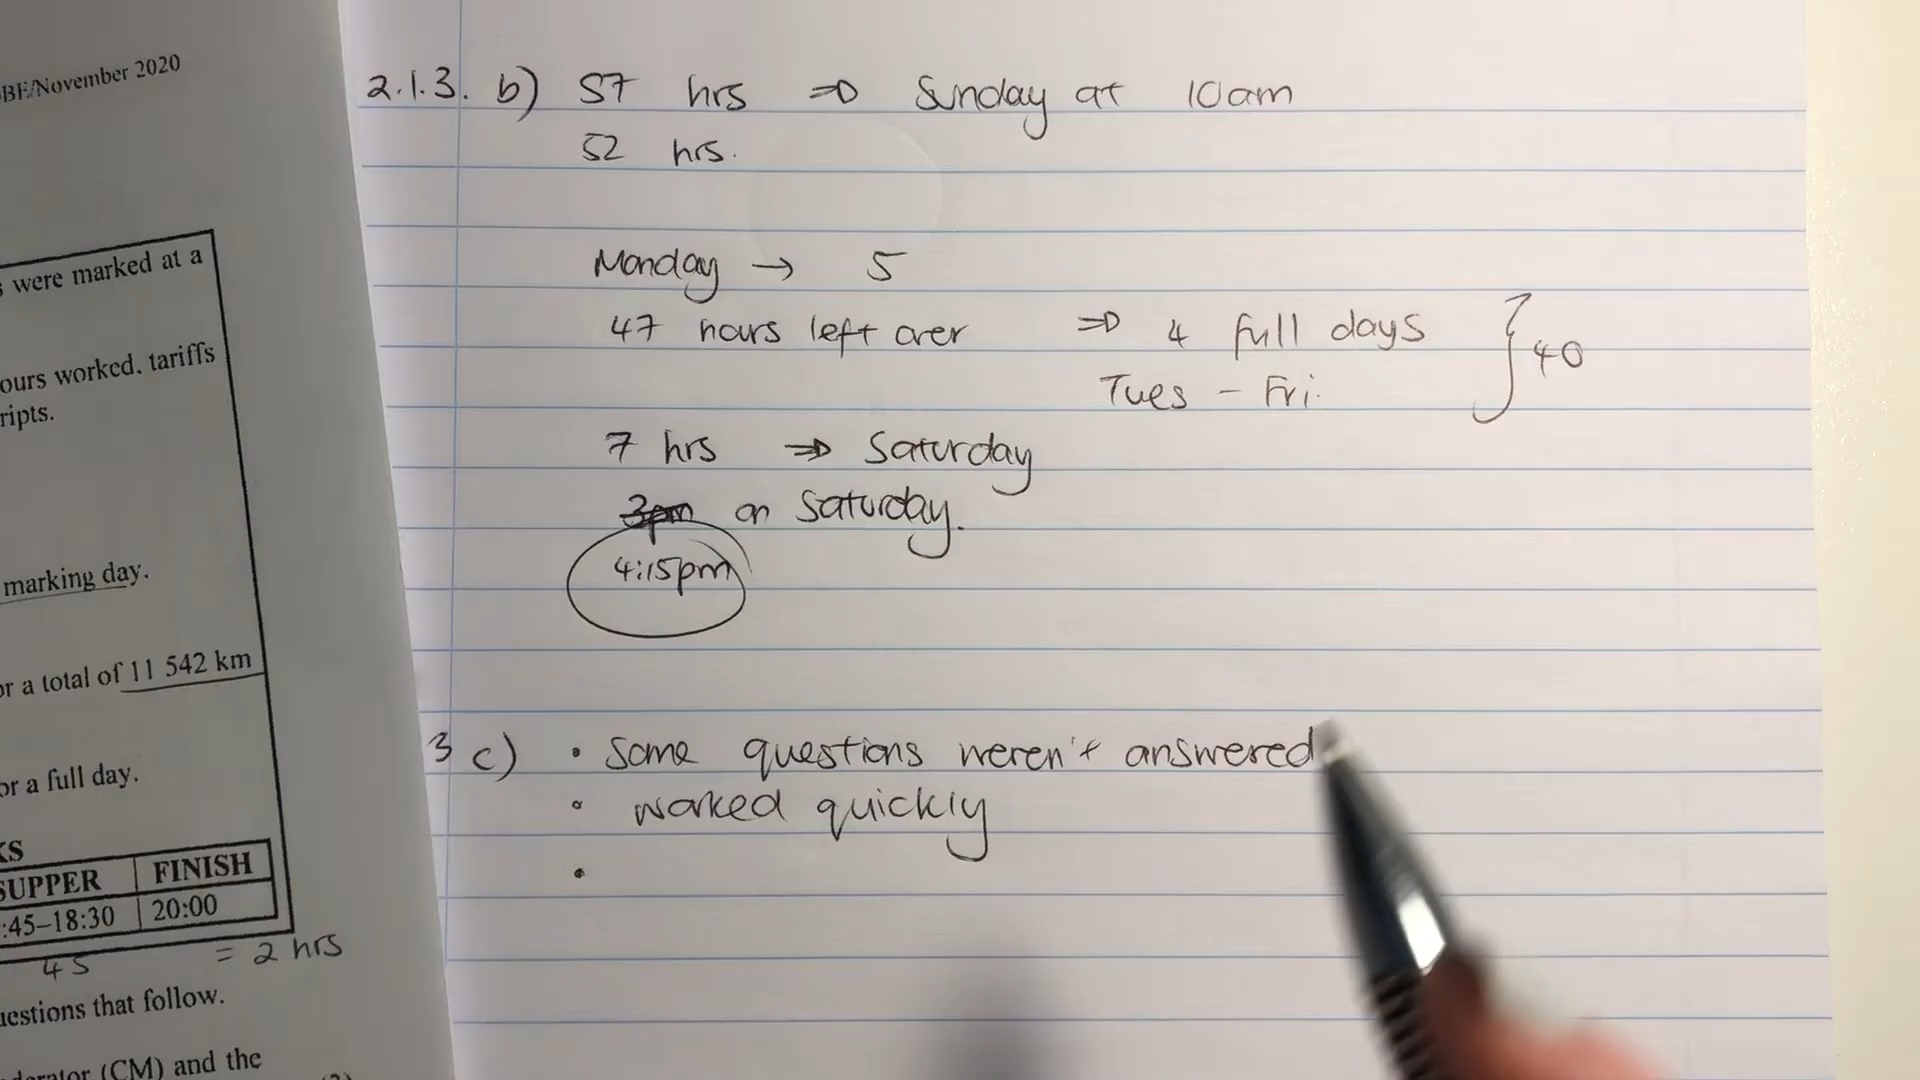 BE/November 2020
s were marked at a
ours worked, tariffs
ripts.
marking day.
or a total of 11 542 km
or a full day.
KS
SUPPER FINISH
:45–18:30 20:00
45 = 2 hrs
uestions that follow.
derator (CM) and the
2.1.3. b) 57 hrs ⇒ Sunday at 10am
52 hrs.
Monday → 5
47 hours left over ⇒ 4 full days } 40
Tues - Fri.
7 hrs ⇒ Saturday
3pm on Saturday.
4:15pm
3 c) • Some questions weren't answered
• worked quickly
•